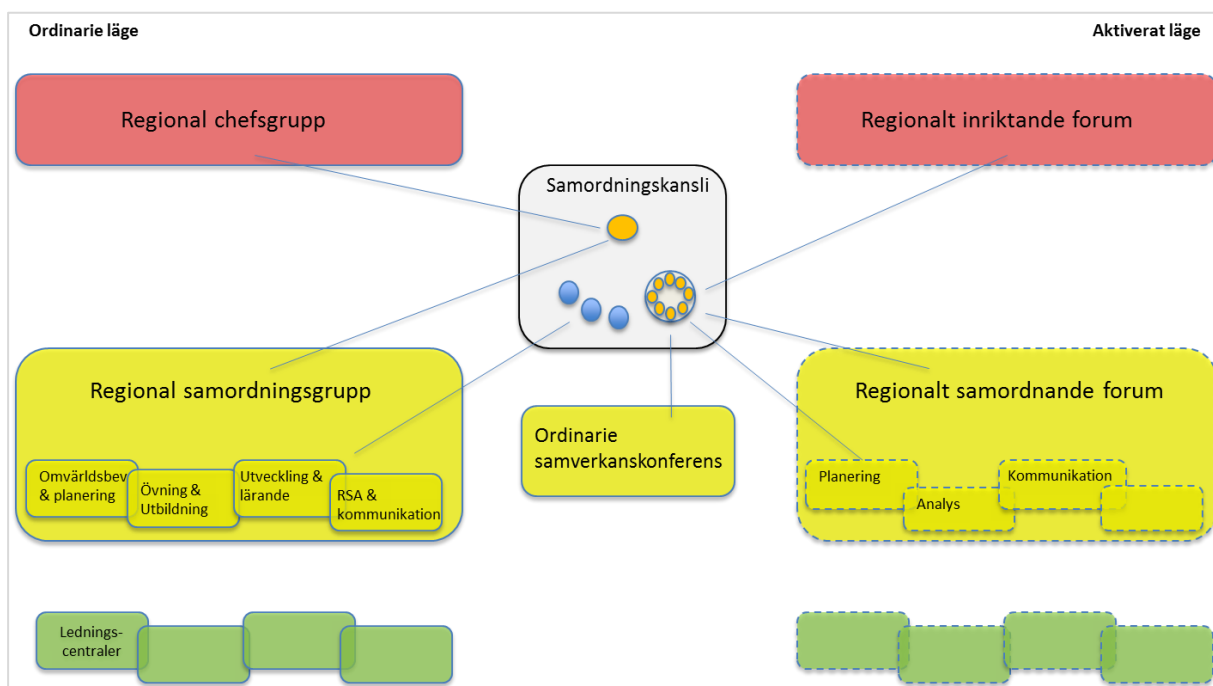 Ordinarie läge
Aktiverat läge
Regional chefsgrupp
Regionalt inriktande forum
Samordningskansli
Regional samordningsgrupp
Omvärldsbev
& planering
Övning &
Utbildning
Utveckling &
lärande
RSA &
kommunikation
Ordinarie
samverkanskonferens
Regionalt samordnande forum
Planering
Analys
Kommunikation
Lednings-
centraler